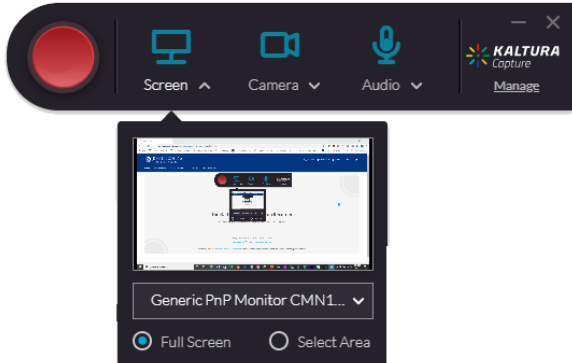 Screen
Camera
Audio
KALTURA
Capture
Manage
Generic PnP Monitor CMN1...
Full Screen
Select Area